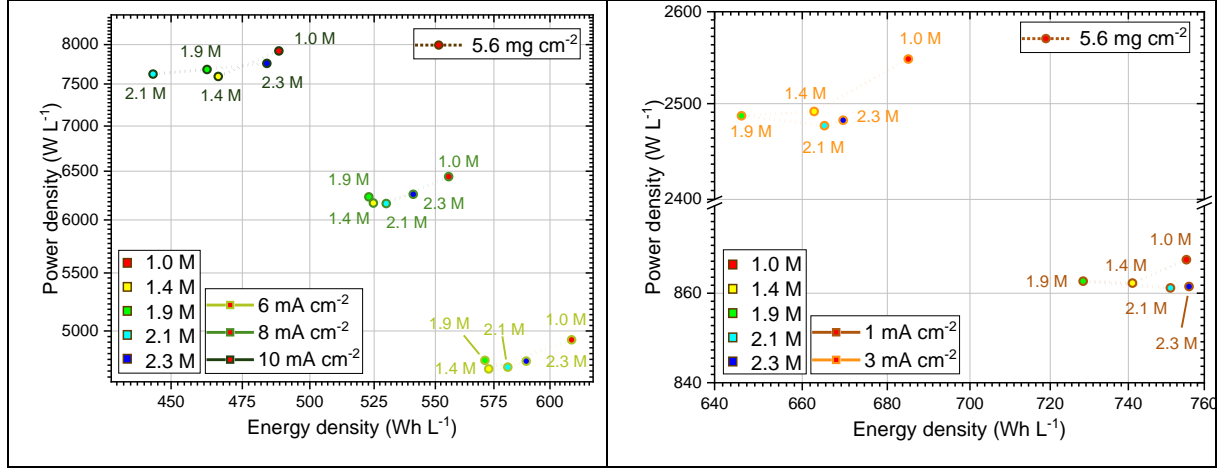 8000
7500
7000
6500
6000
5500
5000
Power density (W L⁻¹)
450
475
500
525
550
575
600
Energy density (Wh L⁻¹)
5.6 mg cm⁻²
1.0 M
1.9 M
2.1 M
1.4 M
2.3 M
1.0 M
1.9 M
1.4 M
2.1 M
2.3 M
1.0 M
1.9 M
2.1 M
1.4 M
2.3 M
1.0 M
1.4 M
1.9 M
2.1 M
2.3 M
6 mA cm⁻²
8 mA cm⁻²
10 mA cm⁻²
2600
2500
2400
860
840
Power density (W L⁻¹)
640
660
680
700
720
740
760
Energy density (Wh L⁻¹)
5.6 mg cm⁻²
1.0 M
1.4 M
1.9 M
2.3 M
2.1 M
1.0 M
1.4 M
1.9 M
2.1 M
2.3 M
1.0 M
1.4 M
1.9 M
2.1 M
2.3 M
1 mA cm⁻²
3 mA cm⁻²